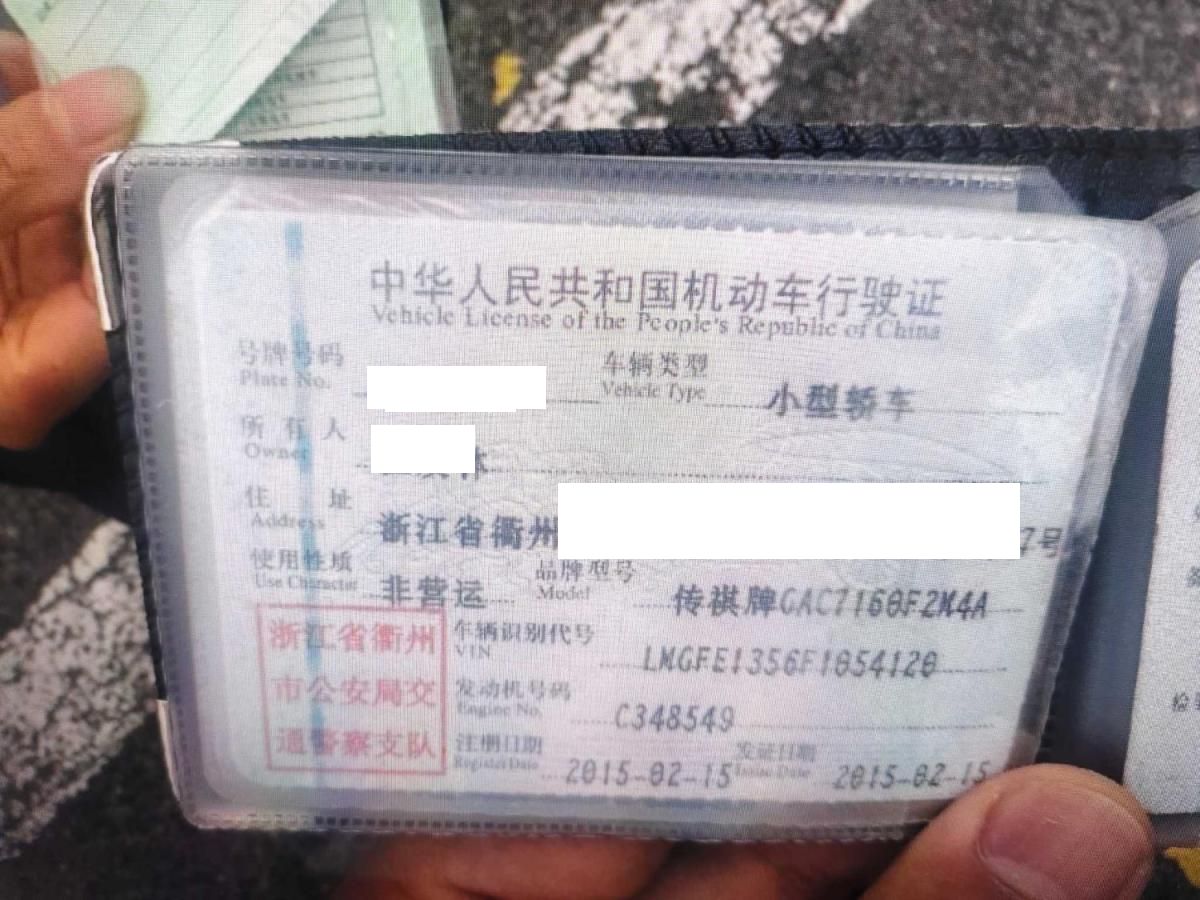 中华人民共和国机动车行驶证
Vehicle License of the People's Republic of China
号牌号码 车辆类型
Plate No. Vehicle Type 小型轿车
所有人
Owner
住址 浙江省衢州 7号
Address
使用性质 非营运 品牌型号 传祺牌GAC7160F2M4A
Use Character Model
浙江省衢州 车辆识别代号 LMGFE1356F1054120
VIN
市公安局交 发动机号码 C348549
Engine No.
通警察支队 注册日期 2015-02-15 发证日期 2015-02-15
Register Date Issue Date